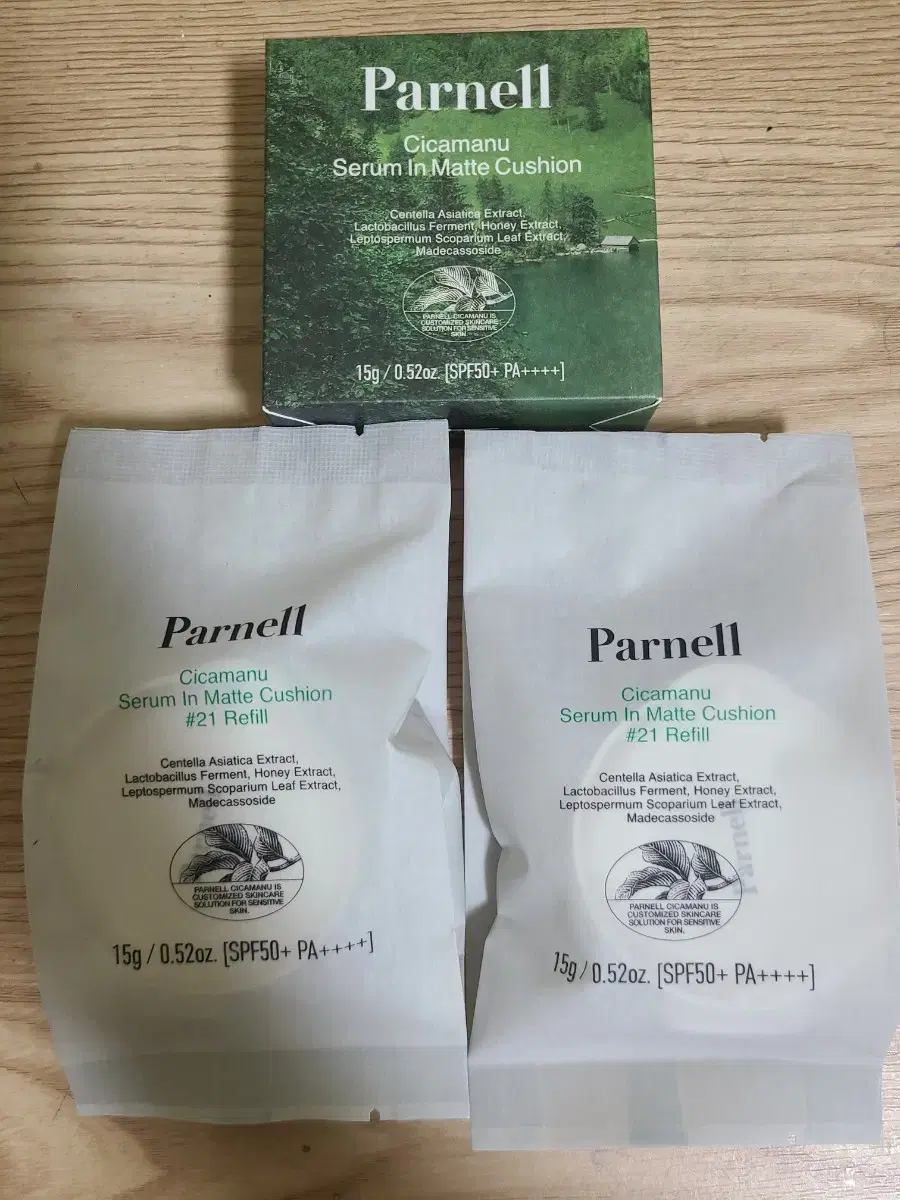 Parnell
Cicamanu
Serum In Matte Cushion
Centella Asiatica Extract,
Lactobacillus Ferment, Honey Extract,
Leptospermum Scoparium Leaf Extract,
Madecassoside
PARNELL CICAMANU IS
CUSTOMIZED SKINCARE
SOLUTION FOR SENSITIVE
SKIN.
15g / 0.52oz. [SPF50+ PA++++]
Parnell
Cicamanu
Serum In Matte Cushion
#21 Refill
Centella Asiatica Extract,
Lactobacillus Ferment, Honey Extract,
Leptospermum Scoparium Leaf Extract,
Madecassoside
PARNELL CICAMANU IS
CUSTOMIZED SKINCARE
SOLUTION FOR SENSITIVE
SKIN.
15g / 0.52oz. [SPF50+ PA++++]
Parnell
Cicamanu
Serum In Matte Cushion
#21 Refill
Centella Asiatica Extract,
Lactobacillus Ferment, Honey Extract,
Leptospermum Scoparium Leaf Extract,
Madecassoside
Parnell
PARNELL CICAMANU IS
CUSTOMIZED SKINCARE
SOLUTION FOR SENSITIVE
SKIN.
15g / 0.52oz. [SPF50+ PA++++]